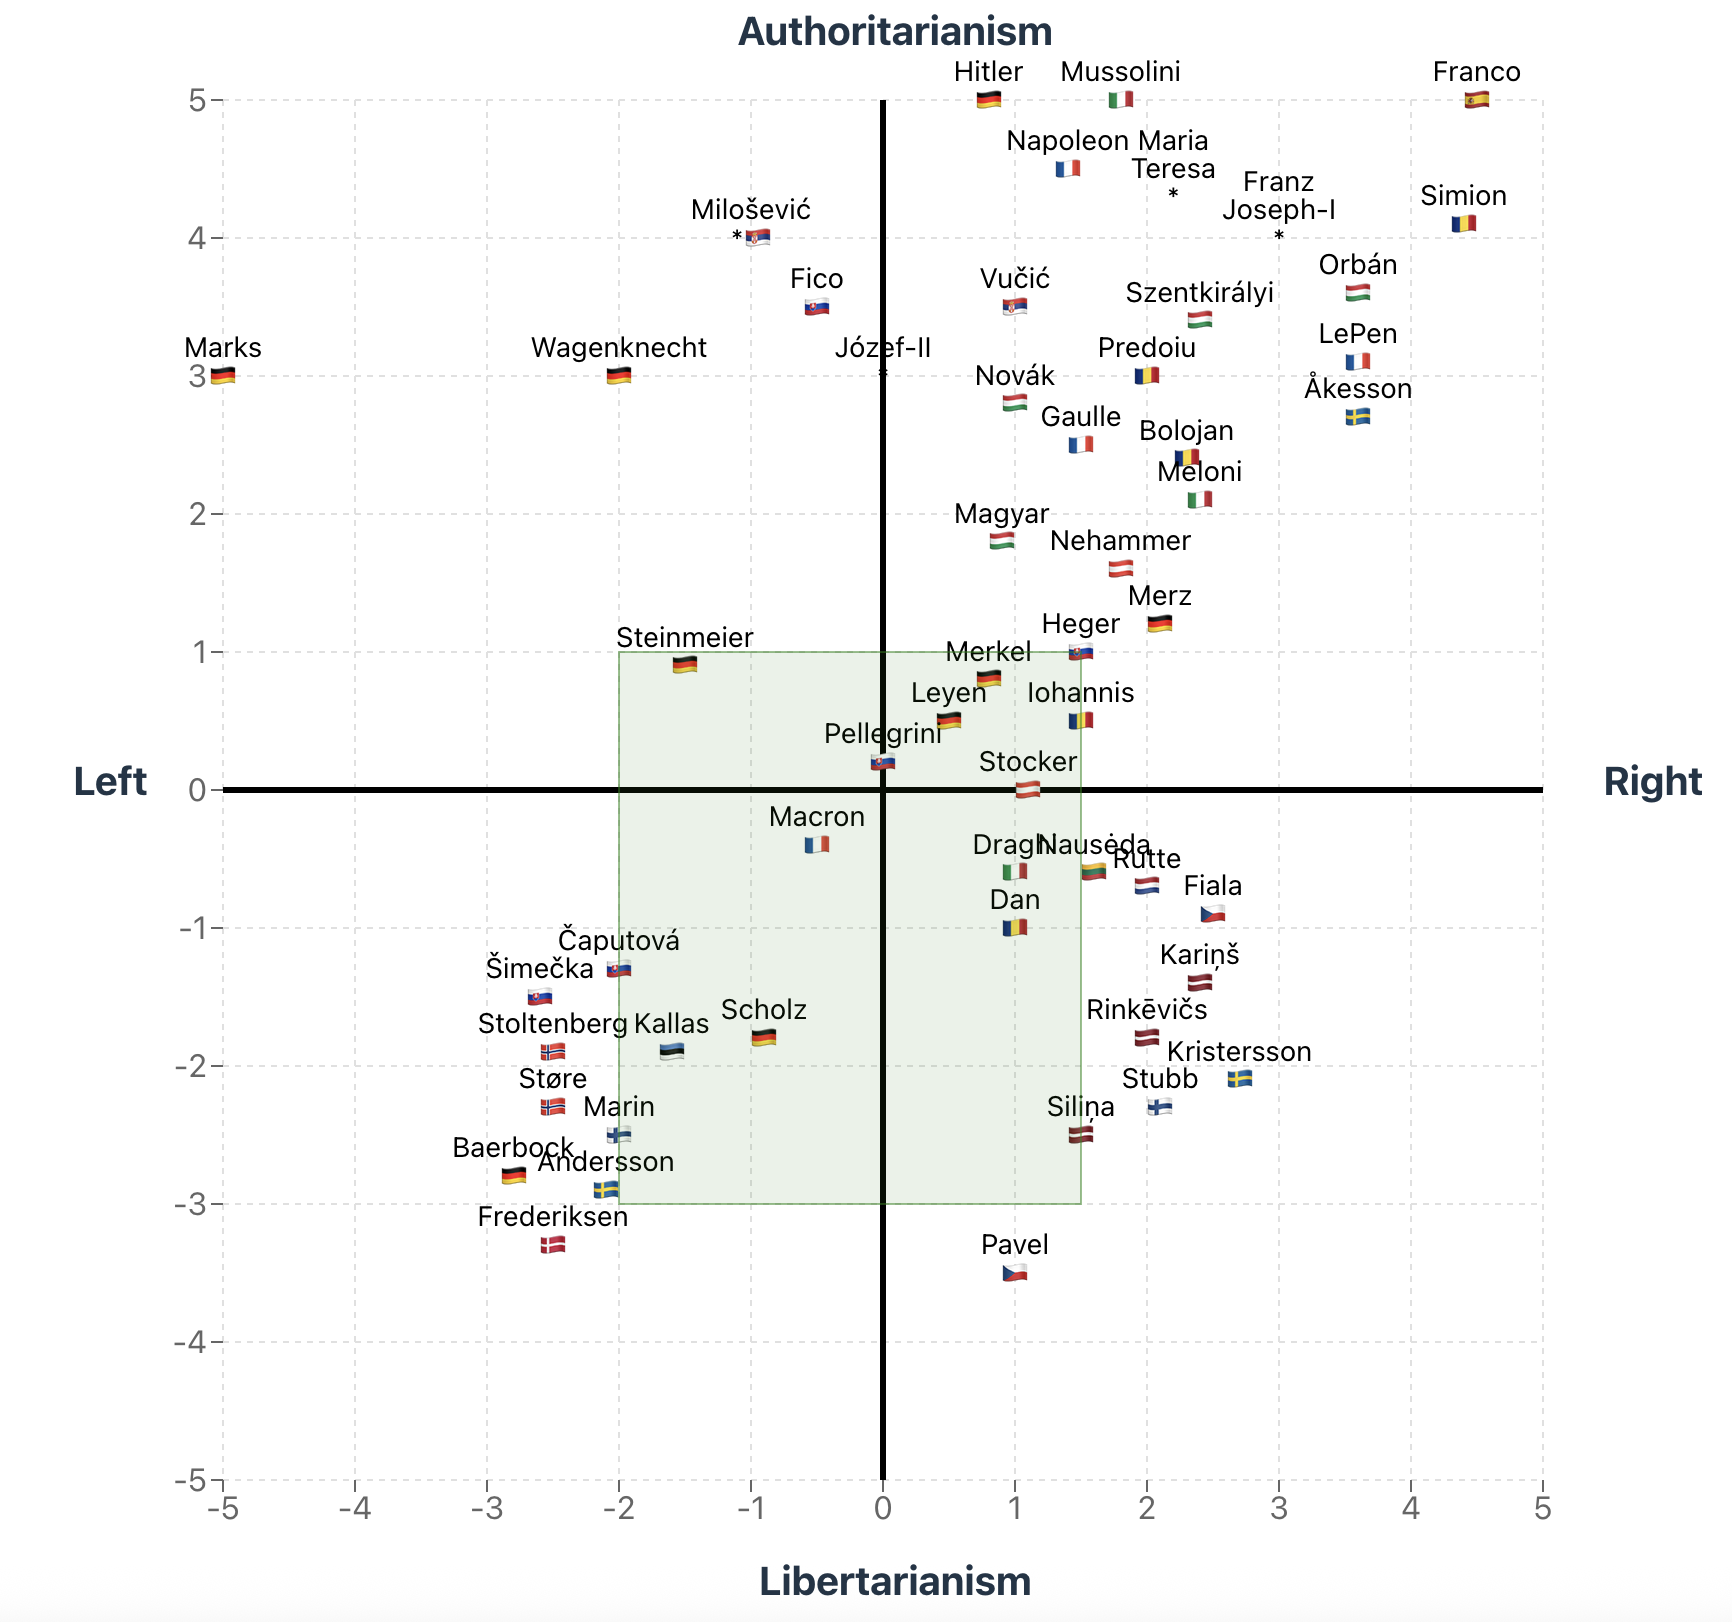 Authoritarianism
Hitler Mussolini Franco
5
Napoleon Maria
Teresa
Franz
Joseph-I
Simion
Milošević
*
*
*
4
Orbán
Fico
Vučić
Szentkirályi
LePen
Marks
Wagenknecht
Józef-II
*
Predoiu
3
Novák
Åkesson
Gaulle
Bolojan
Meloni
2
Magyar
Nehammer
Merz
Heger
Steinmeier
1
Merkel
Leyen
Iohannis
Pellegrini
Stocker
Left
0
Right
Macron
Draghi
Nausėda
Rutte
Fiala
Dan
-1
Čaputová
Kariņš
Šimečka
Scholz
Rinkēvičs
Stoltenberg
Kallas
-2
Kristersson
Støre
Stubb
Marin
Siliņa
Baerbock
Andersson
-3
Frederiksen
Pavel
-4
-5
-5 -4 -3 -2 -1 0 1 2 3 4 5
Libertarianism